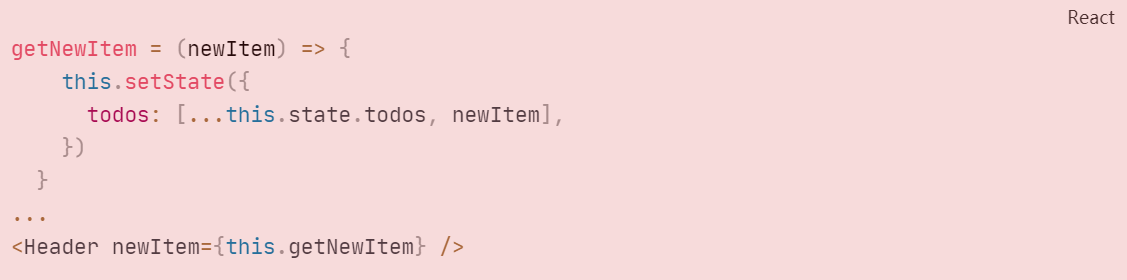 React
getNewItem = (newItem) => {
    this.setState({
      todos: [...this.state.todos, newItem],
    })
  }
...
<Header newItem={this.getNewItem} />